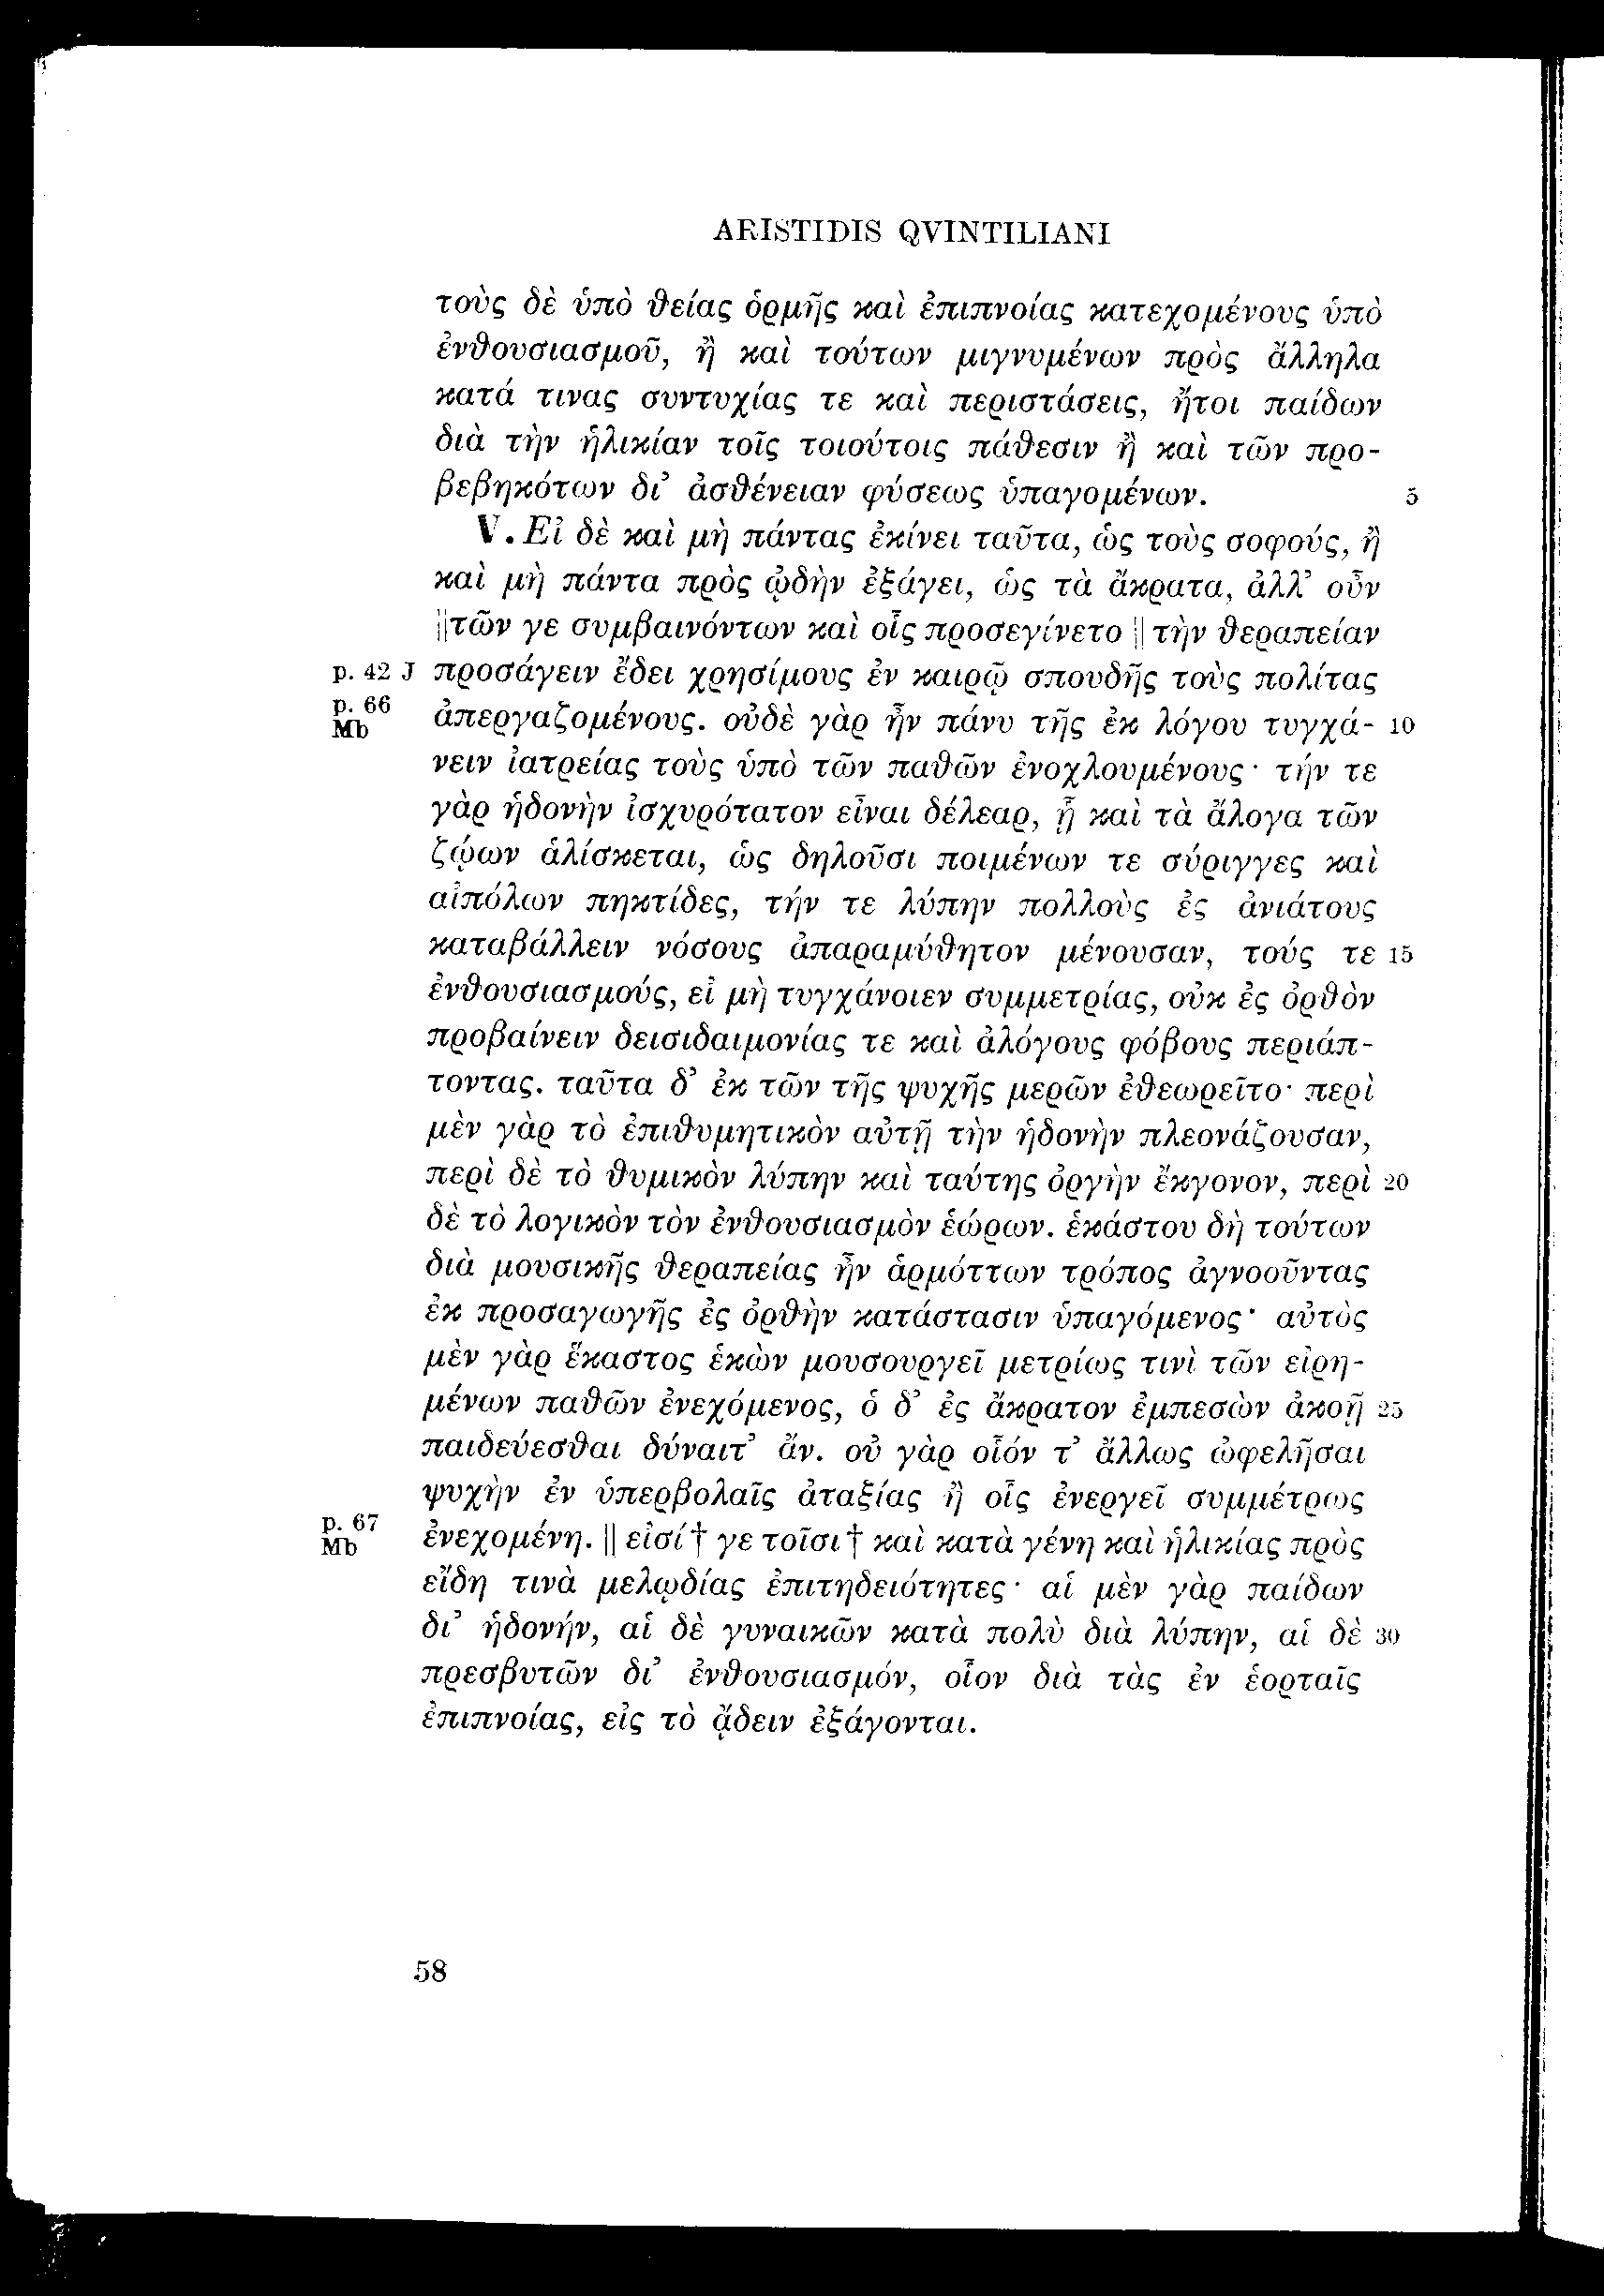 ARISTIDIS QVINTILIANI
τοὺς δὲ ὑπὸ θείας ὁρμῆς καὶ ἐπιπνοίας κατεχομένους ὑπὸ
ἐνθουσιασμοῦ, ἢ καὶ τούτων μιγνυμένων πρὸς ἄλληλα
κατά τινας συντυχίας τε καὶ περιστάσεις, ἤτοι παίδων
διὰ τὴν ἡλικίαν τοῖς τοιούτοις πάθεσιν ἢ καὶ τῶν προ-
βεβηκότων δι’ ἀσθένειαν φύσεως ὑπαγομένων. 5
V. Εἰ δὲ καὶ μὴ πάντας ἐκίνει ταῦτα, ὡς τοὺς σοφούς, ἢ
καὶ μὴ πάντα πρὸς ᾠδὴν ἐξάγει, ὡς τὰ ἄκρατα, ἀλλ’ οὖν
||τῶν γε συμβαινόντων καὶ οἷς προσεγίνετο || τὴν θεραπείαν
p. 42 J προσάγειν ἔδει χρησίμους ἐν καιρῷ σπουδῆς τοὺς πολίτας
p. 66 Mb ἀπεργαζομένους. οὐδὲ γὰρ ἦν πάνυ τῆς ἐκ λόγου τυγχά- 10
νειν ἰατρείας τοὺς ὑπὸ τῶν παθῶν ἐνοχλουμένους· τήν τε
γὰρ ἡδονὴν ἰσχυρότατον εἶναι δέλεαρ, ᾗ καὶ τὰ ἄλογα τῶν
ζῴων ἁλίσκεται, ὡς δηλοῦσι ποιμένων τε σύριγγες καὶ
αἰπόλων πηκτίδες, τήν τε λύπην πολλοὺς ἐς ἀνιάτους
καταβάλλειν νόσους ἀπαραμύθητον μένουσαν, τούς τε 15
ἐνθουσιασμούς, εἰ μὴ τυγχάνοιεν συμμετρίας, οὐκ ἐς ὀρθὸν
προβαίνειν δεισιδαιμονίας τε καὶ ἀλόγους φόβους περιάπ-
τοντας. ταῦτα δ’ ἐκ τῶν τῆς ψυχῆς μερῶν ἐθεωρεῖτο· περὶ
μὲν γὰρ τὸ ἐπιθυμητικὸν αὐτῇ τὴν ἡδονὴν πλεονάζουσαν,
περὶ δὲ τὸ θυμικὸν λύπην καὶ ταύτης ὀργὴν ἔκγονον, περὶ 20
δὲ τὸ λογικὸν τὸν ἐνθουσιασμὸν ἑώρων. ἑκάστου δὴ τούτων
διὰ μουσικῆς θεραπείας ἦν ἁρμόττων τρόπος ἀγνοοῦντας
ἐκ προσαγωγῆς ἐς ὀρθὴν κατάστασιν ὑπαγόμενος· αὐτὸς
μὲν γὰρ ἕκαστος ἑκὼν μουσουργεῖ μετρίως τινὶ τῶν εἰρη-
μένων παθῶν ἐνεχόμενος, ὁ δ’ ἐς ἄκρατον ἐμπεσὼν ἀκοῇ 25
παιδεύεσθαι δύναιτ’ ἄν. οὐ γὰρ οἷόν τ’ ἄλλως ὠφελῆσαι
ψυχὴν ἐν ὑπερβολαῖς ἀταξίας ἢ οἷς ἐνεργεῖ συμμέτρως
p. 67 Mb ἐνεχομένη. || εἰσί† γε τοῖσι† καὶ κατὰ γένη καὶ ἡλικίας πρὸς
εἴδη τινὰ μελῳδίας ἐπιτηδειότητες· αἱ μὲν γὰρ παίδων
δι’ ἡδονήν, αἱ δὲ γυναικῶν κατὰ πολὺ διὰ λύπην, αἱ δὲ 30
πρεσβυτῶν δι’ ἐνθουσιασμόν, οἷον διὰ τὰς ἐν ἑορταῖς
ἐπιπνοίας, εἰς τὸ ᾄδειν ἐξάγονται.
58